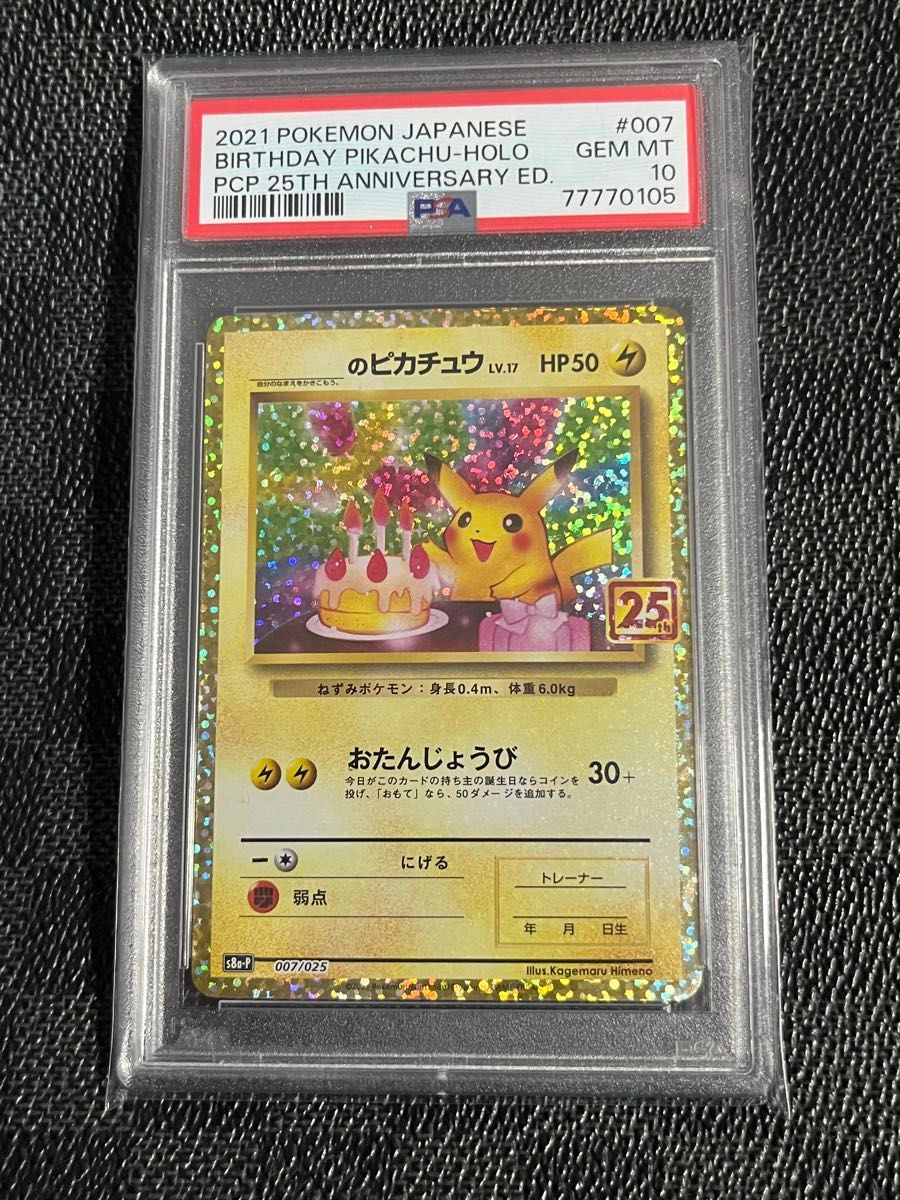 2021 POKEMON JAPANESE #007
BIRTHDAY PIKACHU-HOLO GEM MT
PCP 25TH ANNIVERSARY ED. 10
PSA 77770105
のピカチュウ LV.17 HP50
自分のなまえをかきこもう。
25th
ねずみポケモン：身長0.4m、体重6.0kg
おたんじょうび 30+
今日がこのカードの持ち主の誕生日ならコインを
投げ、「おもて」なら、50ダメージを追加する。
ー にげる
弱点
トレーナー
年 月 日生
s8a-P 007/025
Illus.Kagemaru Himeno